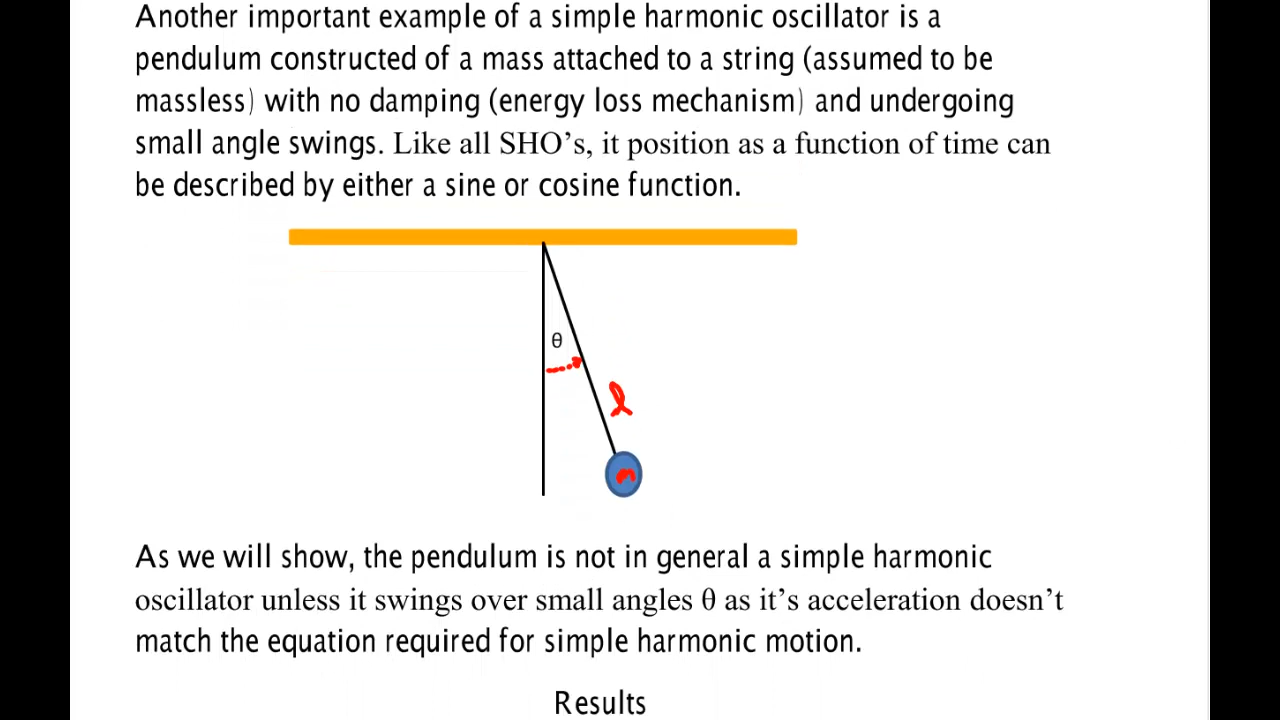 Another important example of a simple harmonic oscillator is a
pendulum constructed of a mass attached to a string (assumed to be
massless) with no damping (energy loss mechanism) and undergoing
small angle swings. Like all SHO’s, it position as a function of time can
be described by either a sine or cosine function.
θ
l
m
As we will show, the pendulum is not in general a simple harmonic
oscillator unless it swings over small angles θ as it’s acceleration doesn’t
match the equation required for simple harmonic motion.
Results